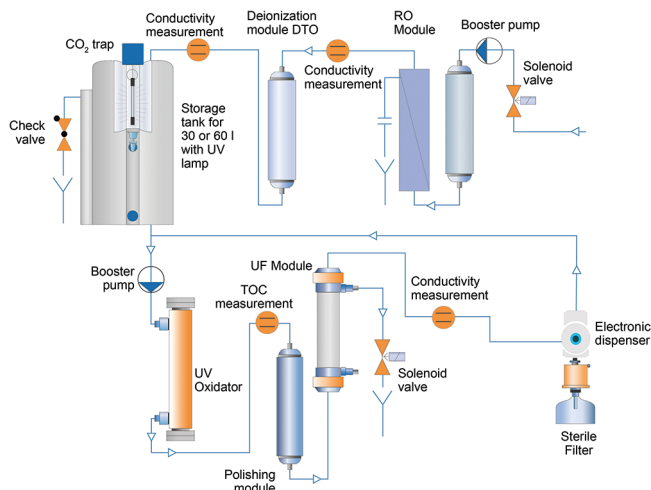 CO2 trap
Conductivity
measurement
Deionization
module DTO
RO
Module
Booster pump
Conductivity
measurement
Solenoid
valve
Check
valve
Storage
tank for
30 or 60 l
with UV
lamp
Booster
pump
TOC
measurement
UF Module
Conductivity
measurement
Electronic
dispenser
UV
Oxidator
Solenoid
valve
Sterile
Filter
Polishing
module